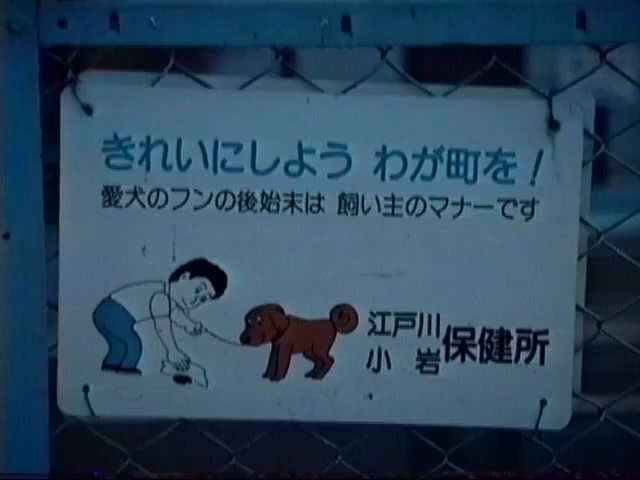 きれいにしよう わが町を!
愛犬のフンの後始末は 飼い主のマナーです
江戸川
小岩
保健所